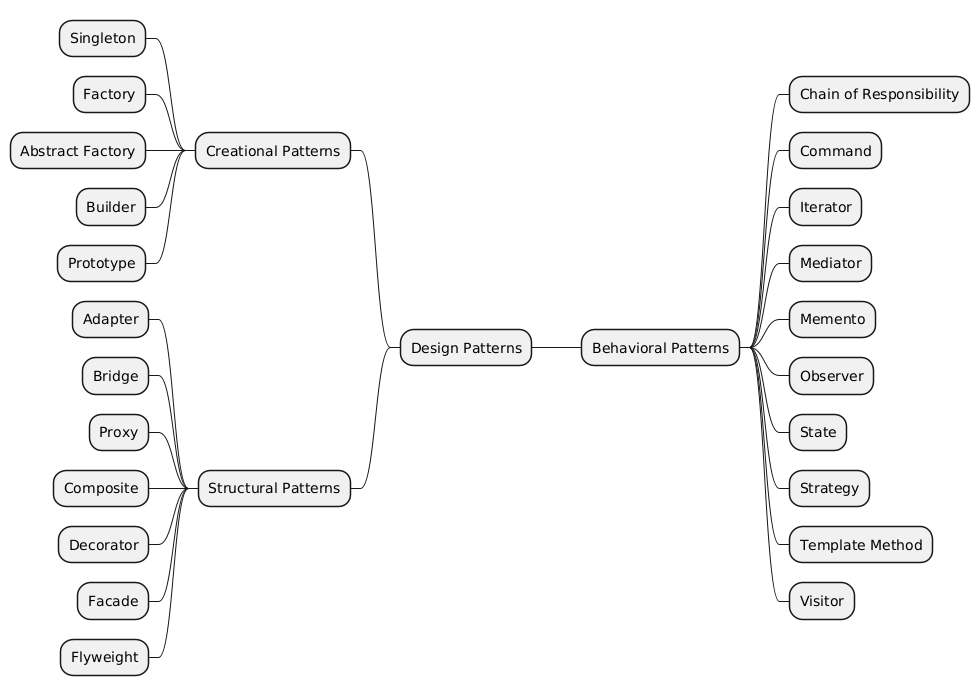 Singleton
Factory
Abstract Factory
Builder
Prototype
Creational Patterns
Adapter
Bridge
Proxy
Composite
Decorator
Facade
Flyweight
Structural Patterns
Design Patterns
Behavioral Patterns
Chain of Responsibility
Command
Iterator
Mediator
Memento
Observer
State
Strategy
Template Method
Visitor